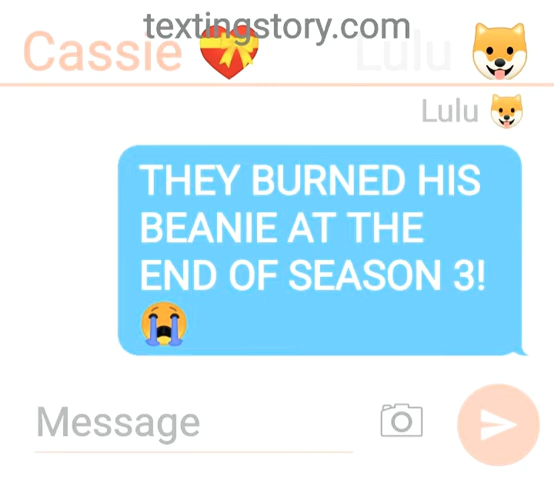 textingstory.com
Cassie 💝 Lulu 🐶
Lulu 🐶
THEY BURNED HIS
BEANIE AT THE
END OF SEASON 3!
😭
Message